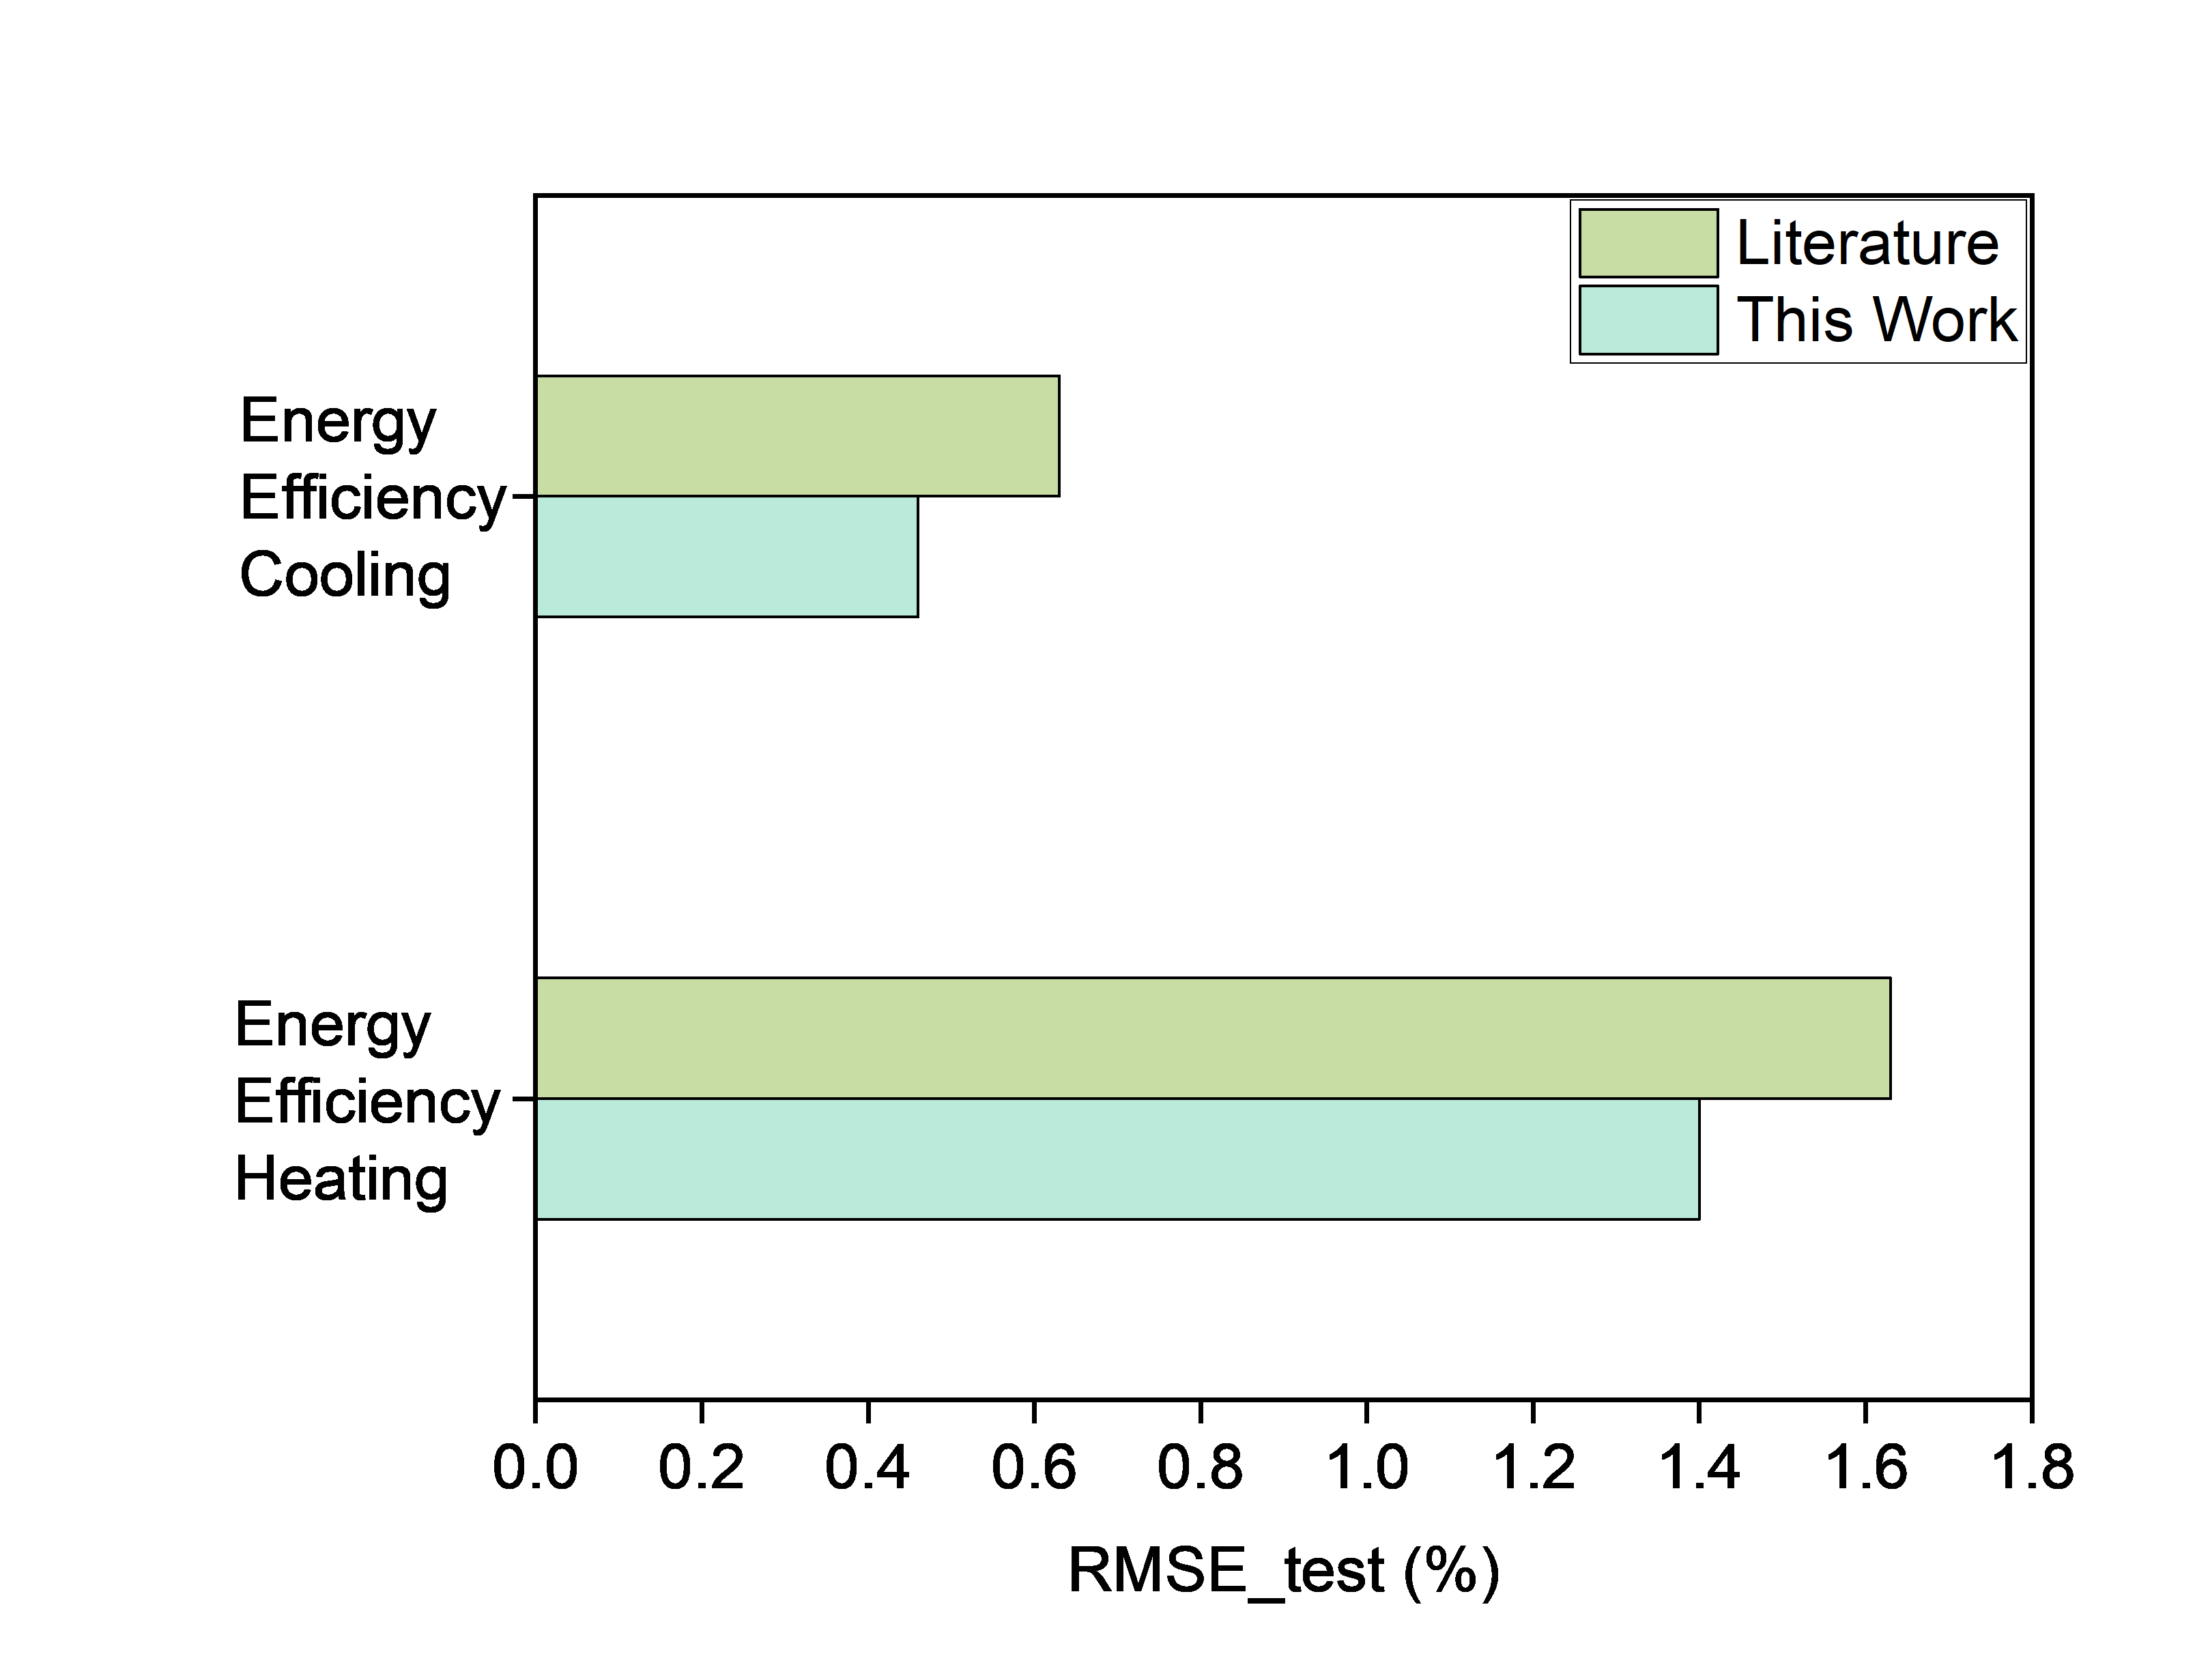 Literature
This Work
Energy
Efficiency
Cooling
Energy
Efficiency
Heating
0.0 0.2 0.4 0.6 0.8 1.0 1.2 1.4 1.6 1.8
RMSE_test (%)